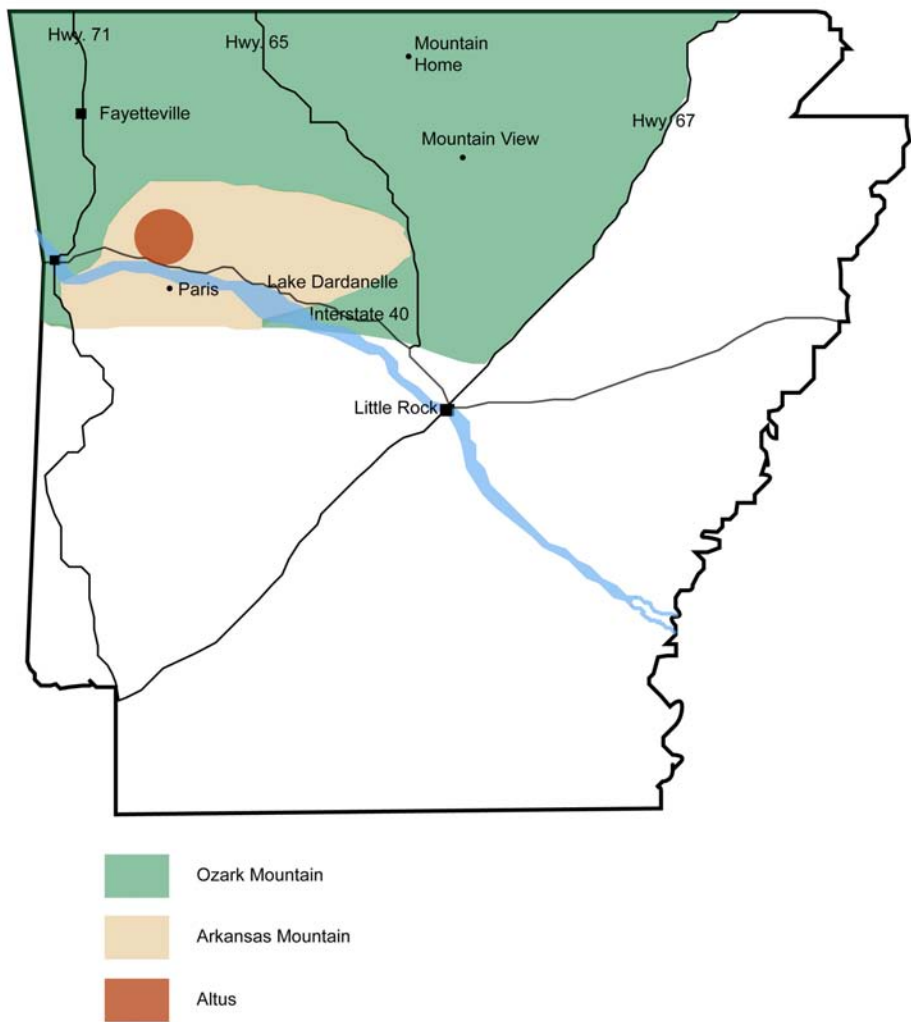 Hwy. 71
Hwy. 65
Mountain
Home
Fayetteville
Hwy. 67
Mountain View
Lake Dardanelle
Paris
Interstate 40
Little Rock
Ozark Mountain
Arkansas Mountain
Altus